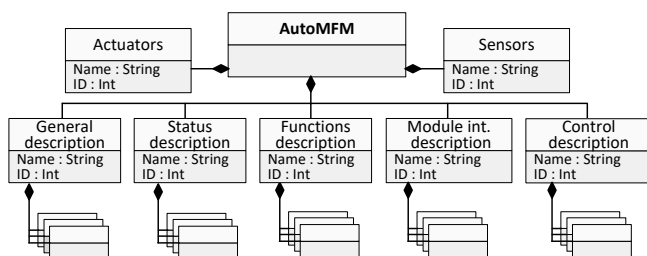 AutoMFM
Actuators
Name : String
ID : Int
Sensors
Name : String
ID : Int
General
description
Name : String
ID : Int
Status
description
Name : String
ID : Int
Functions
description
Name : String
ID : Int
Module int.
description
Name : String
ID : Int
Control
description
Name : String
ID : Int